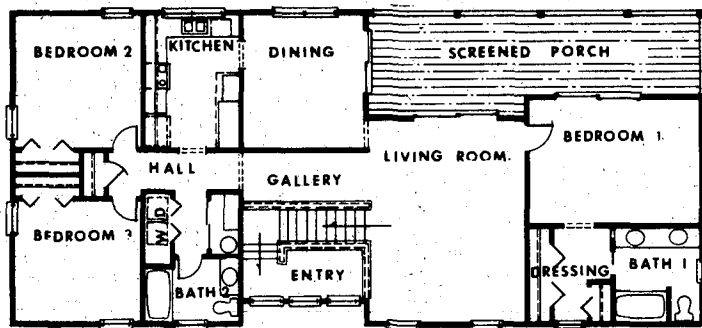 BEDROOM 2
KITCHEN
DINING
SCREENED PORCH
BEDROOM 1
LIVING ROOM
HALL
GALLERY
W D
BEDROOM 3
ENTRY
DRESSING
BATH 1
BATH 2